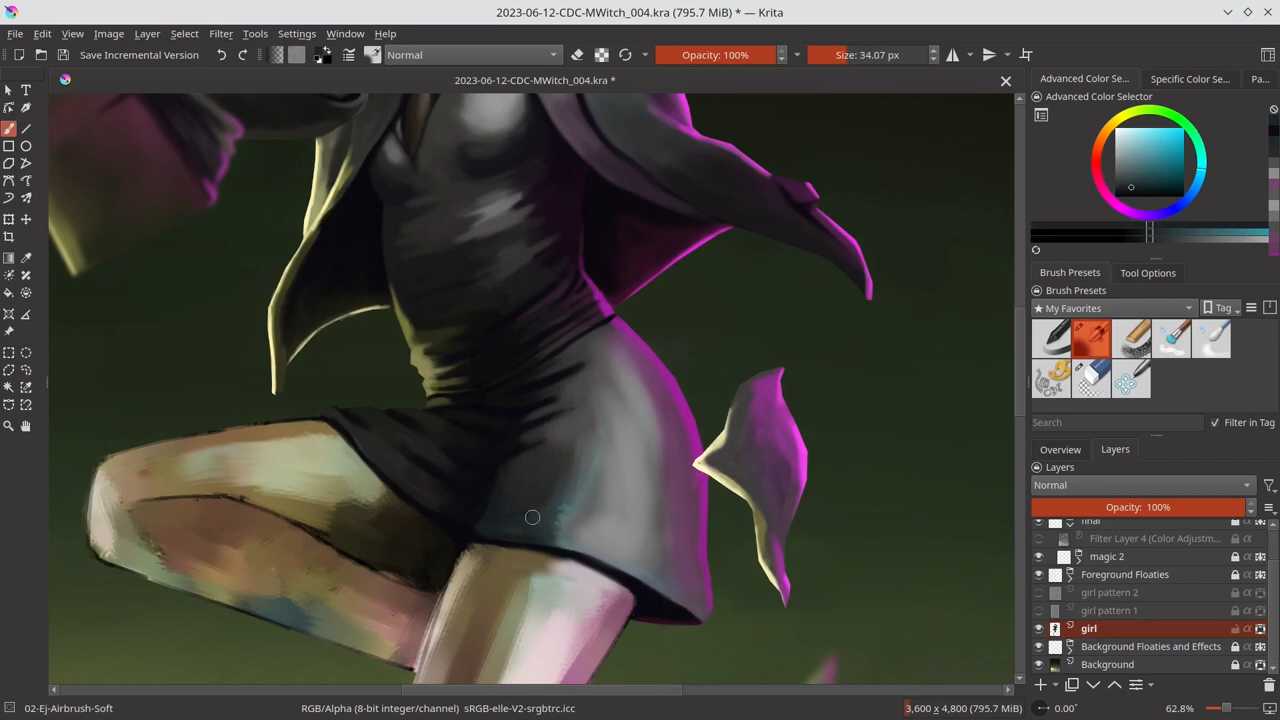 2023-06-12-CDC-MWitch_004.kra (795.7 MiB) * — Krita
File Edit View Image Layer Select Filter Tools Settings Window Help
Save Incremental Version Normal Opacity: 100% Size: 34.07 px
2023-06-12-CDC-MWitch_004.kra *
Advanced Color Se... Specific Color Se... Pa...
Advanced Color Selector
Brush Presets Tool Options
Brush Presets
★ My Favorites Tag
Search Filter in Tag
Overview Layers
Layers
Normal
Opacity: 100%
final
Filter Layer 4 (Color Adjustm...
magic 2
Foreground Floaties
girl pattern 2
girl pattern 1
girl
Background Floaties and Effects
Background
02-Ej-Airbrush-Soft RGB/Alpha (8-bit integer/channel) sRGB-elle-V2-srgbtrc.icc 3,600 x 4,800 (795.7 MiB) 0.00° 62.8%